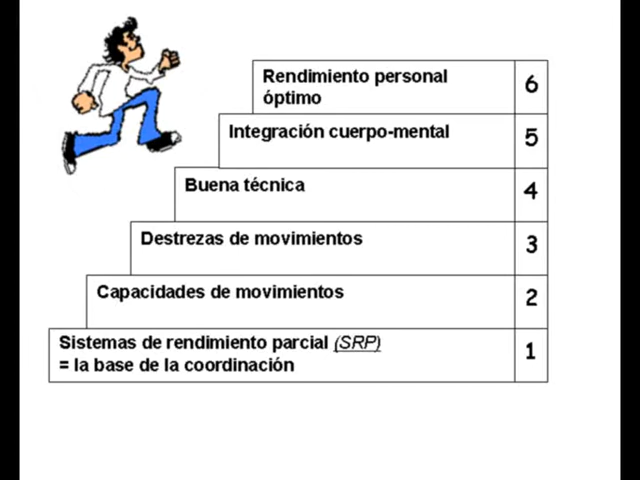 Rendimiento personal
óptimo
6
Integración cuerpo-mental
5
Buena técnica
4
Destrezas de movimientos
3
Capacidades de movimientos
2
Sistemas de rendimiento parcial (SRP)
= la base de la coordinación
1